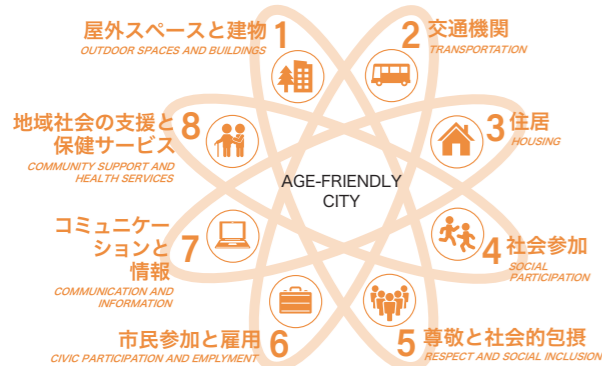 屋外スペースと建物 1
OUTDOOR SPACES AND BUILDINGS
2 交通機関
TRANSPORTATION
3 住居
HOUSING
4 社会参加
SOCIAL
PARTICIPATION
5 尊敬と社会的包摂
RESPECT AND SOCIAL INCLUSION
市民参加と雇用 6
CIVIC PARTICIPATION AND EMPLYMENT
コミュニケー
ションと
情報
7
COMMUNICATION AND
INFORMATION
地域社会の支援と
保健サービス
8
COMMUNITY SUPPORT AND
HEALTH SERVICES
AGE-FRIENDLY
CITY